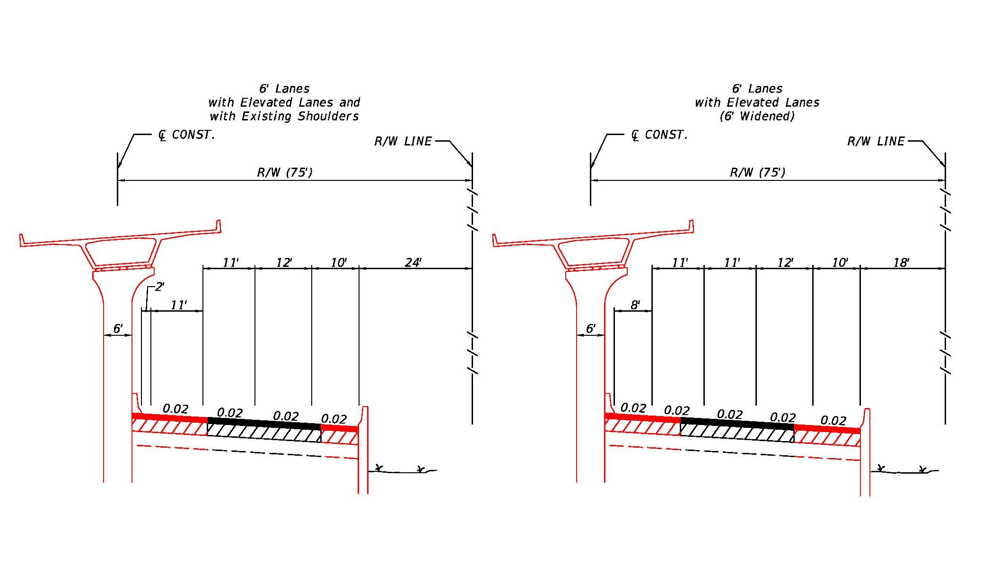 6' Lanes
with Elevated Lanes and
with Existing Shoulders
℄ CONST.
R/W LINE
R/W (75')
11' 12' 10' 24'
2'
11'
6'
0.02 0.02 0.02 0.02
6' Lanes
with Elevated Lanes
(6' Widened)
℄ CONST.
R/W LINE
R/W (75')
11' 11' 12' 10' 18'
8'
6'
0.02 0.02 0.02 0.02 0.02